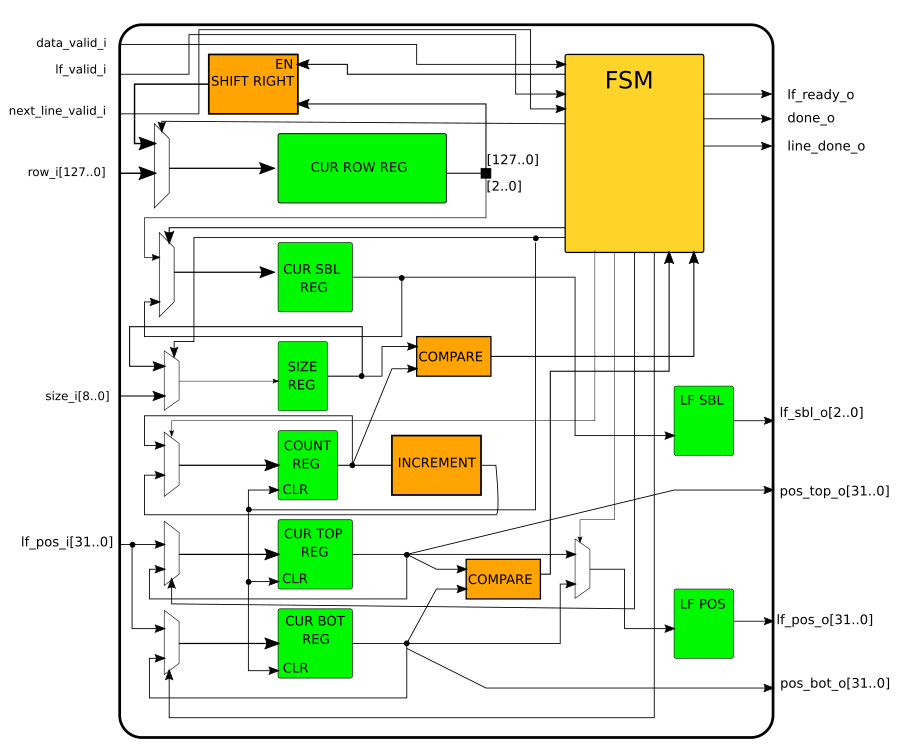 data_valid_i
lf_valid_i
next_line_valid_i
row_i[127..0]
size_i[8..0]
lf_pos_i[31..0]
EN
SHIFT RIGHT
FSM
CUR ROW REG
[127..0]
[2..0]
CUR SBL
REG
SIZE
REG
COMPARE
COUNT
REG
CLR
INCREMENT
CUR TOP
REG
CLR
COMPARE
CUR BOT
REG
CLR
LF SBL
LF POS
lf_ready_o
done_o
line_done_o
lf_sbl_o[2..0]
pos_top_o[31..0]
lf_pos_o[31..0]
pos_bot_o[31..0]